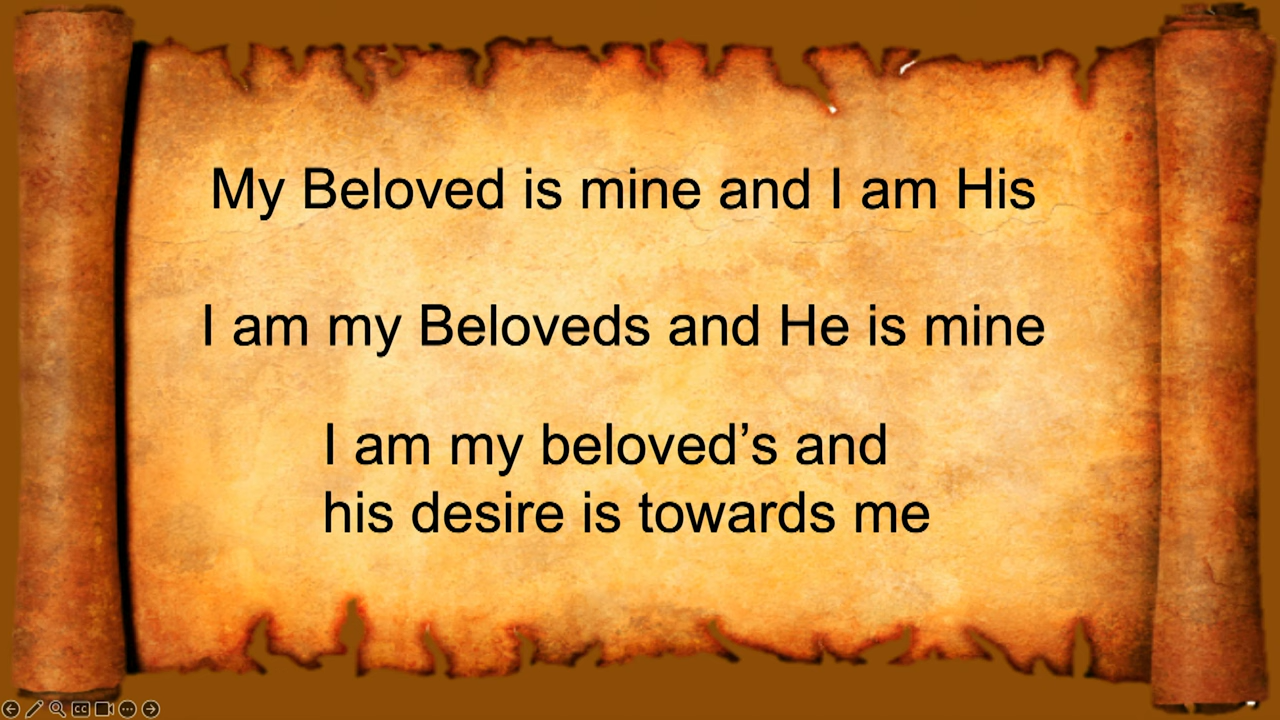 My Beloved is mine and I am His
I am my Beloveds and He is mine
I am my beloved’s and
his desire is towards me
CC